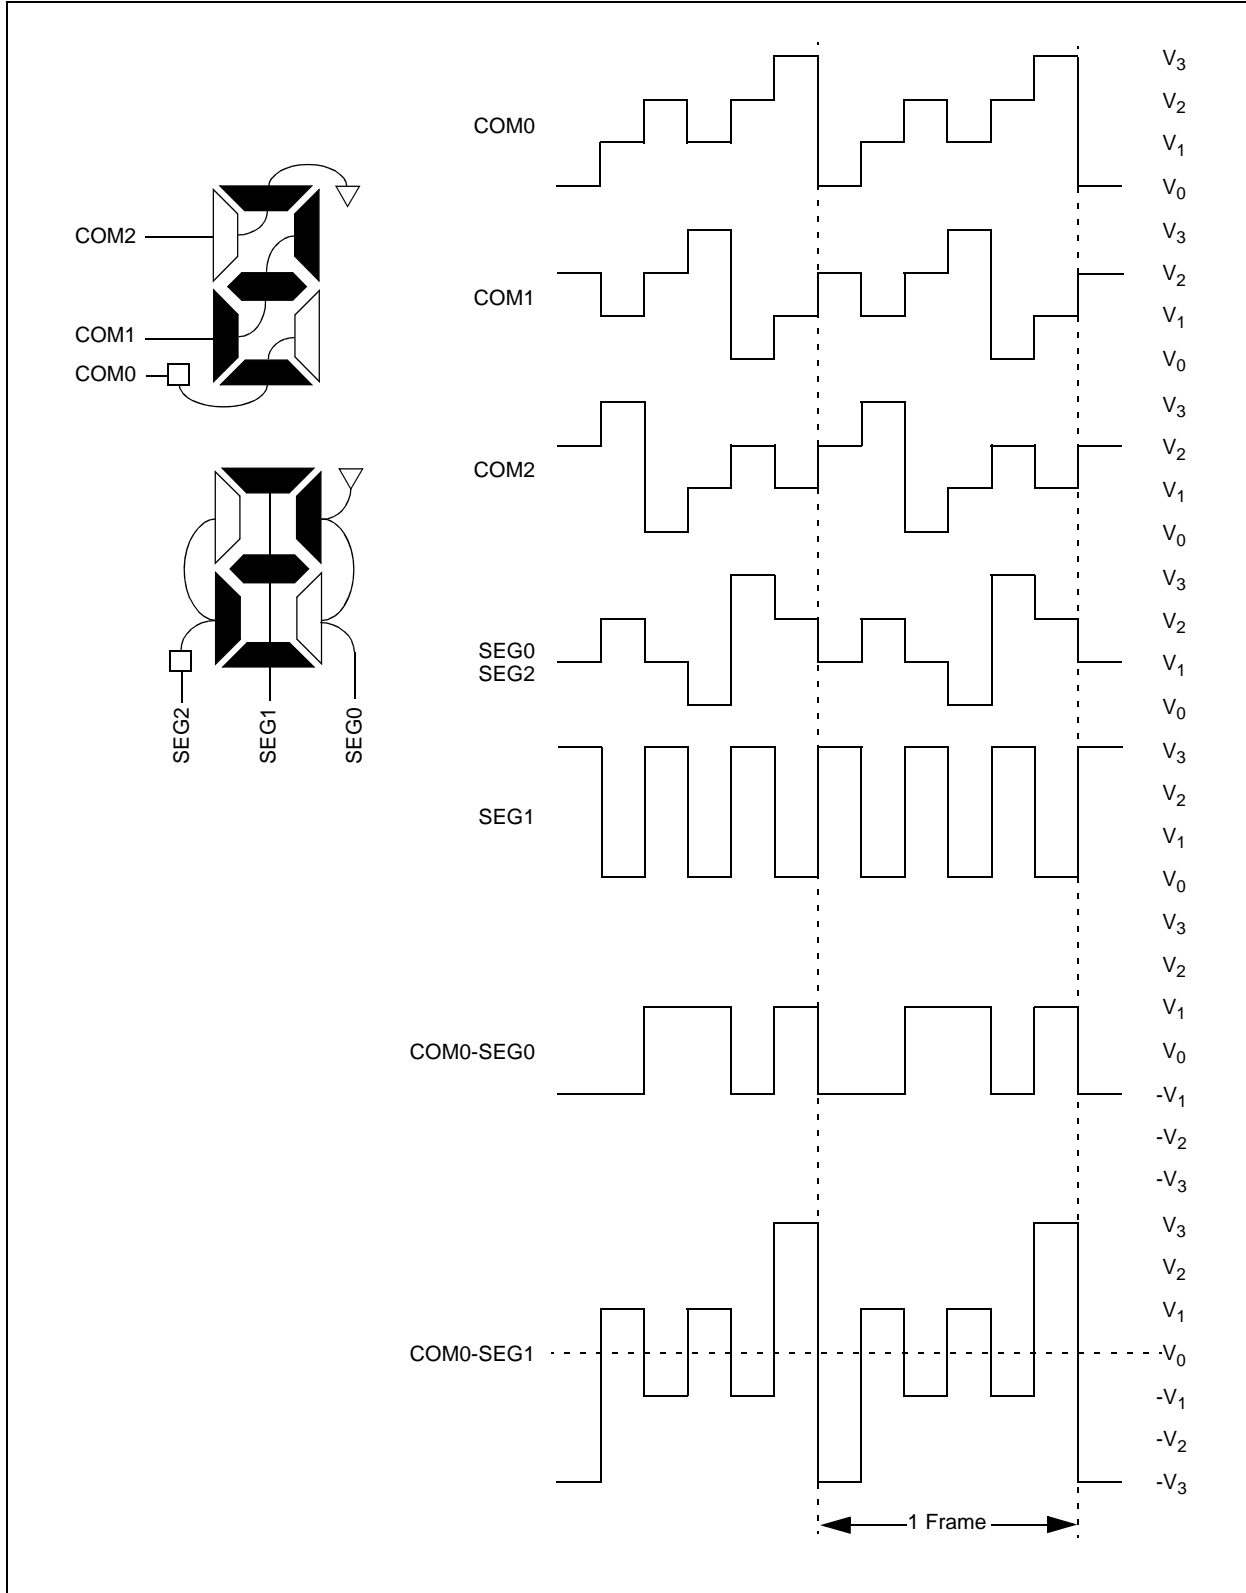 COM0
V3
V2
V1
V0
COM2
COM1
COM0
COM1
V3
V2
V1
V0
COM2
V3
V2
V1
V0
SEG0
SEG2
V3
V2
V1
V0
SEG2
SEG1
SEG0
SEG1
V3
V2
V1
V0
COM0-SEG0
V3
V2
V1
V0
-V1
-V2
-V3
COM0-SEG1
V3
V2
V1
V0
-V1
-V2
-V3
1 Frame